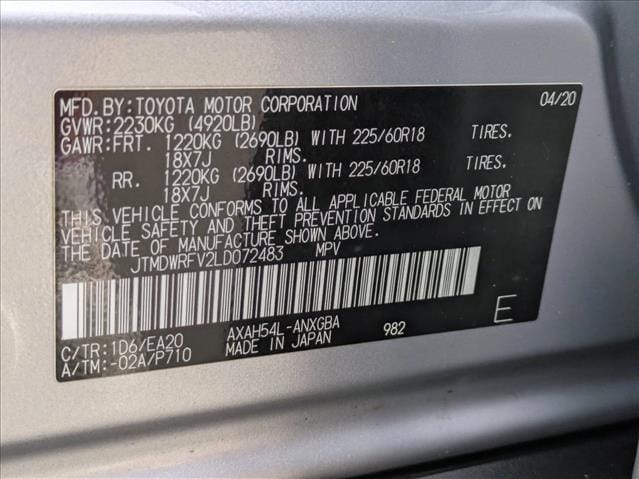 MFD. BY: TOYOTA MOTOR CORPORATION 04/20
GVWR: 2230KG (4920LB)
GAWR: FRT. 1220KG (2690LB) WITH 225/60R18 TIRES.
18X7J RIMS.
RR. 1220KG (2690LB) WITH 225/60R18 TIRES.
18X7J RIMS.
THIS VEHICLE CONFORMS TO ALL APPLICABLE FEDERAL MOTOR
VEHICLE SAFETY AND THEFT PREVENTION STANDARDS IN EFFECT ON
THE DATE OF MANUFACTURE SHOWN ABOVE.
JTMDWRFV2LD072483 MPV
C/TR: 1D6/EA20 AXAH54L-ANXGBA 982 E
A/TM: -02A/P710 MADE IN JAPAN